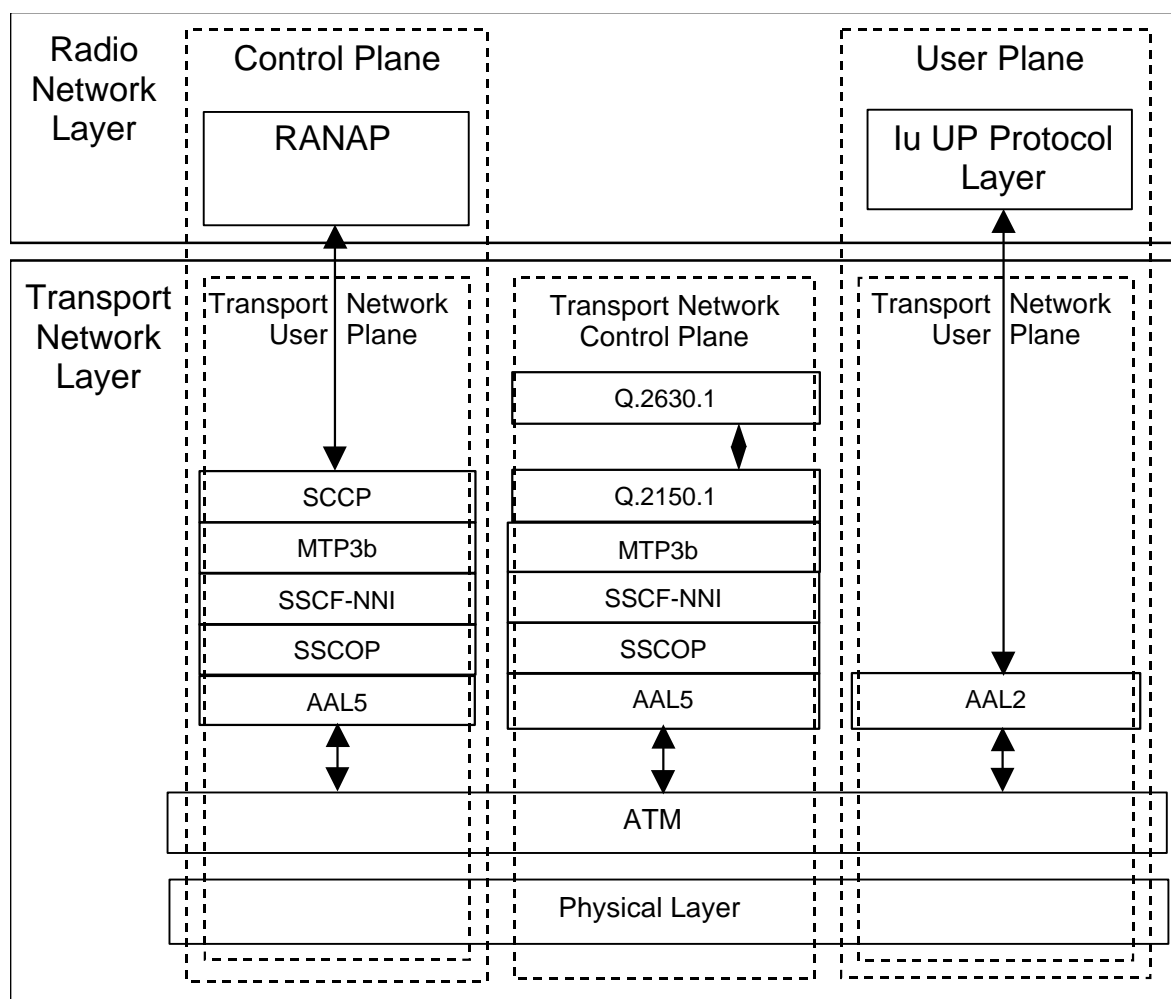 Radio
Network
Layer
Control Plane
RANAP
User Plane
Iu UP Protocol
Layer
Transport
Network
Layer
Transport Network
User Plane
Transport Network
Control Plane
Transport Network
User Plane
Q.2630.1
SCCP
MTP3b
SSCF-NNI
SSCOP
AAL5
Q.2150.1
MTP3b
SSCF-NNI
SSCOP
AAL5
AAL2
ATM
Physical Layer